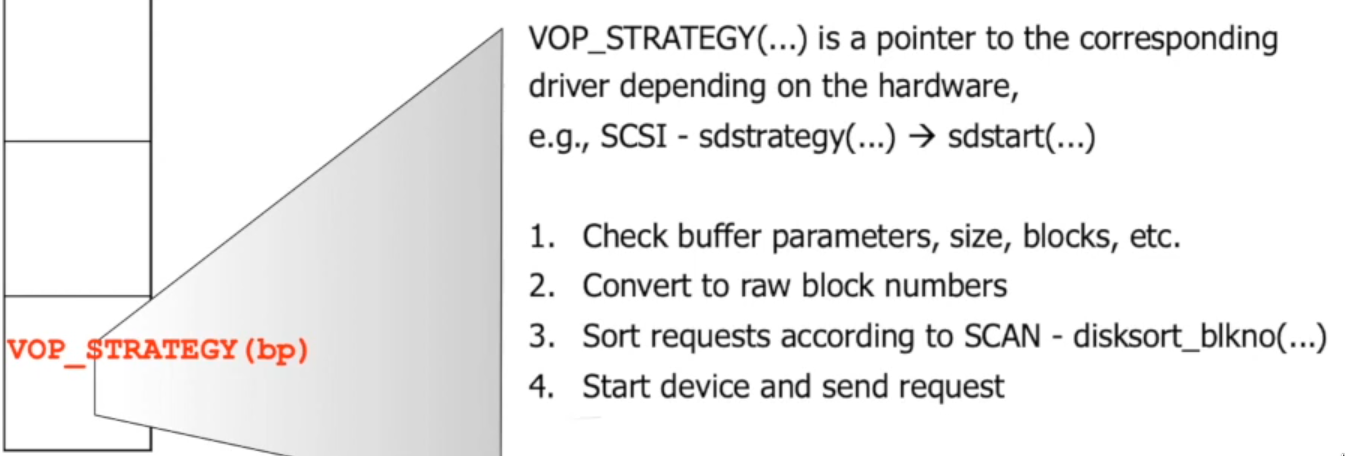 VOP_STRATEGY(...) is a pointer to the corresponding
driver depending on the hardware,
e.g., SCSI - sdstrategy(...) → sdstart(...)
1. Check buffer parameters, size, blocks, etc.
2. Convert to raw block numbers
3. Sort requests according to SCAN - disksort_blkno(...)
4. Start device and send request
VOP_STRATEGY(bp)